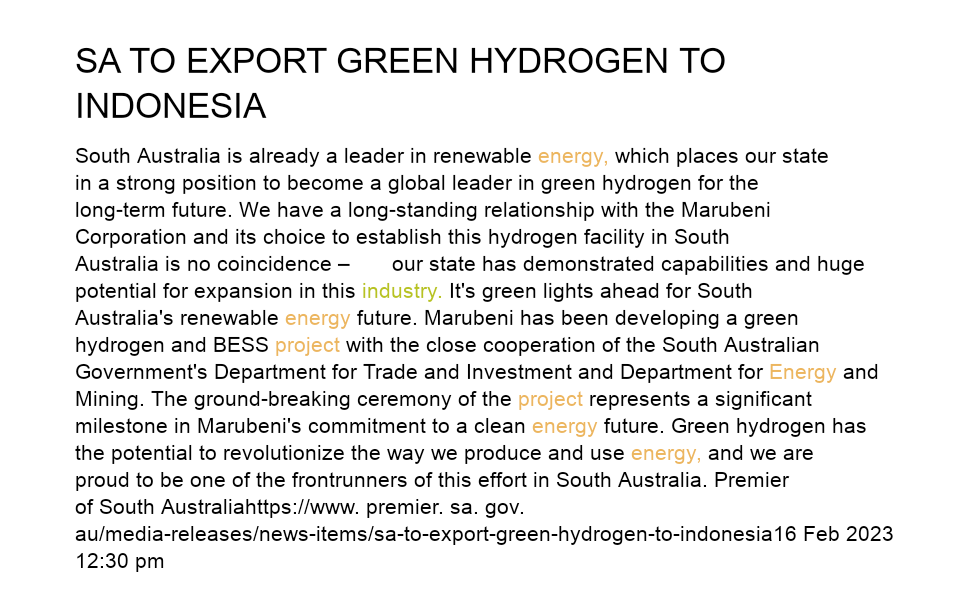 SA TO EXPORT GREEN HYDROGEN TO
INDONESIA
South Australia is already a leader in renewable energy, which places our state
in a strong position to become a global leader in green hydrogen for the
long-term future. We have a long-standing relationship with the Marubeni
Corporation and its choice to establish this hydrogen facility in South
Australia is no coincidence – our state has demonstrated capabilities and huge
potential for expansion in this industry. It's green lights ahead for South
Australia's renewable energy future. Marubeni has been developing a green
hydrogen and BESS project with the close cooperation of the South Australian
Government's Department for Trade and Investment and Department for Energy and
Mining. The ground-breaking ceremony of the project represents a significant
milestone in Marubeni's commitment to a clean energy future. Green hydrogen has
the potential to revolutionize the way we produce and use energy, and we are
proud to be one of the frontrunners of this effort in South Australia. Premier
of South Australiahttps://www. premier. sa. gov.
au/media-releases/news-items/sa-to-export-green-hydrogen-to-indonesia16 Feb 2023
12:30 pm